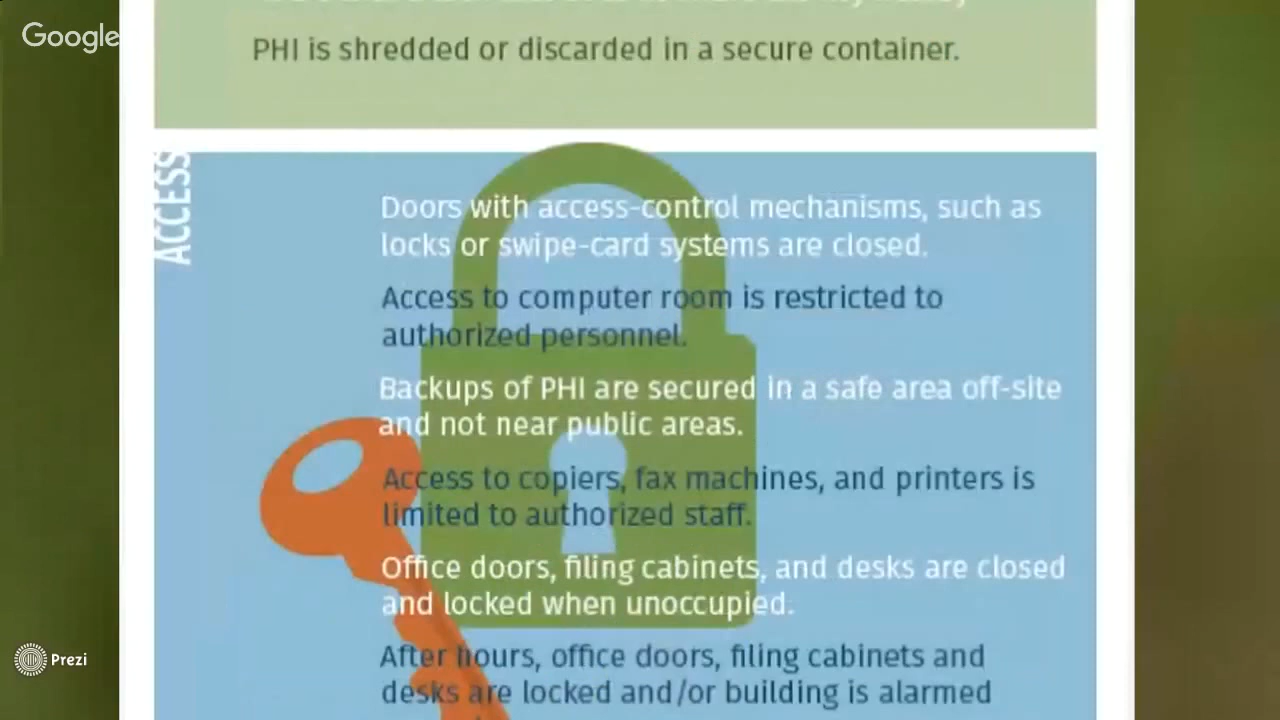 Google
PHI is shredded or discarded in a secure container.
ACCESS
Doors with access-control mechanisms, such as
locks or swipe-card systems are closed.
Access to computer room is restricted to
authorized personnel.
Backups of PHI are secured in a safe area off-site
and not near public areas.
Access to copiers, fax machines, and printers is
limited to authorized staff.
Office doors, filing cabinets, and desks are closed
and locked when unoccupied.
After hours, office doors, filing cabinets and
desks are locked and/or building is alarmed
Prezi